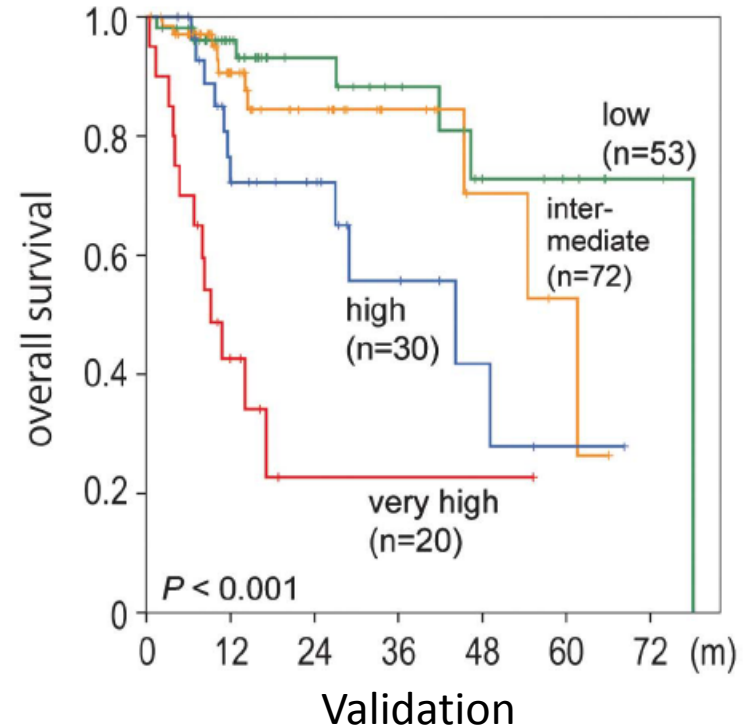 overall survival
1.0
0.8
0.6
0.4
0.2
0
low
(n=53)
inter-
mediate
(n=72)
high
(n=30)
very high
(n=20)
P < 0.001
0 12 24 36 48 60 72 (m)
Validation